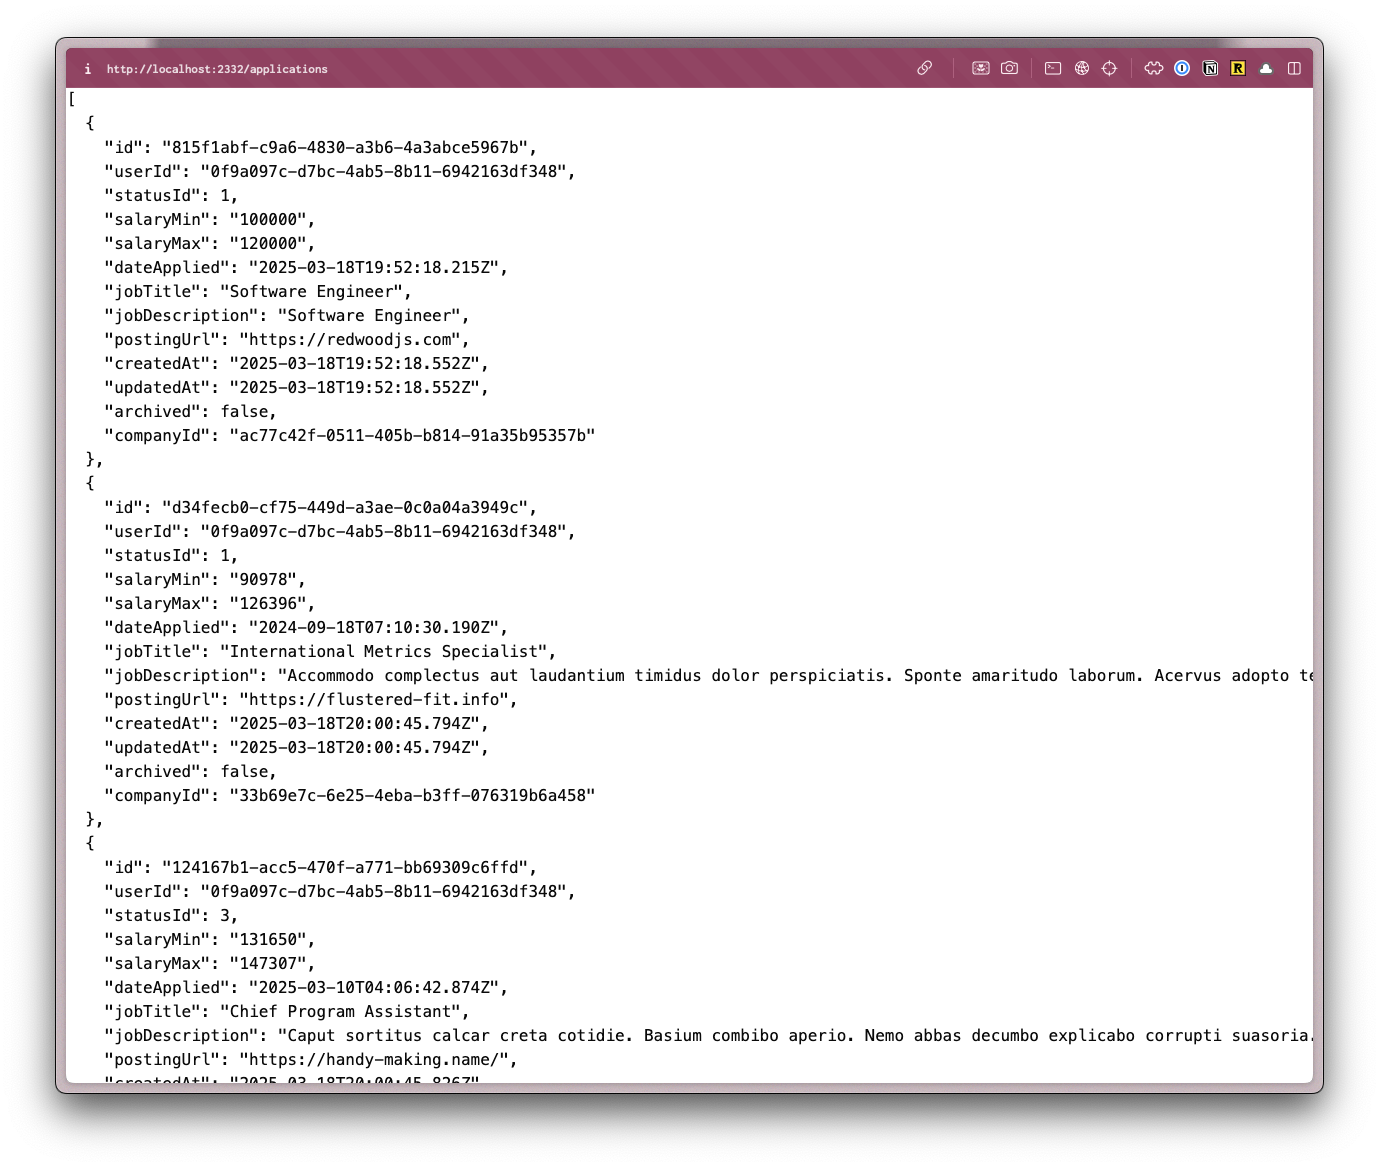 http://localhost:2332/applications
[
  {
    "id": "815f1abf-c9a6-4830-a3b6-4a3abce5967b",
    "userId": "0f9a097c-d7bc-4ab5-8b11-6942163df348",
    "statusId": 1,
    "salaryMin": "100000",
    "salaryMax": "120000",
    "dateApplied": "2025-03-18T19:52:18.215Z",
    "jobTitle": "Software Engineer",
    "jobDescription": "Software Engineer",
    "postingUrl": "https://redwoodjs.com",
    "createdAt": "2025-03-18T19:52:18.552Z",
    "updatedAt": "2025-03-18T19:52:18.552Z",
    "archived": false,
    "companyId": "ac77c42f-0511-405b-b814-91a35b95357b"
  },
  {
    "id": "d34fecb0-cf75-449d-a3ae-0c0a04a3949c",
    "userId": "0f9a097c-d7bc-4ab5-8b11-6942163df348",
    "statusId": 1,
    "salaryMin": "90978",
    "salaryMax": "126396",
    "dateApplied": "2024-09-18T07:10:30.190Z",
    "jobTitle": "International Metrics Specialist",
    "jobDescription": "Accommodo complectus aut laudantium timidus dolor perspiciatis. Sponte amaritudo laborum. Acervus adopto te
    "postingUrl": "https://flustered-fit.info",
    "createdAt": "2025-03-18T20:00:45.794Z",
    "updatedAt": "2025-03-18T20:00:45.794Z",
    "archived": false,
    "companyId": "33b69e7c-6e25-4eba-b3ff-076319b6a458"
  },
  {
    "id": "124167b1-acc5-470f-a771-bb69309c6ffd",
    "userId": "0f9a097c-d7bc-4ab5-8b11-6942163df348",
    "statusId": 3,
    "salaryMin": "131650",
    "salaryMax": "147307",
    "dateApplied": "2025-03-10T04:06:42.874Z",
    "jobTitle": "Chief Program Assistant",
    "jobDescription": "Caput sortitus calcar creta cotidie. Basium combibo aperio. Nemo abbas decumbo explicabo corrupti suasoria.
    "postingUrl": "https://handy-making.name/",
    "createdAt": "2025-03-18T20:00:45.826Z"